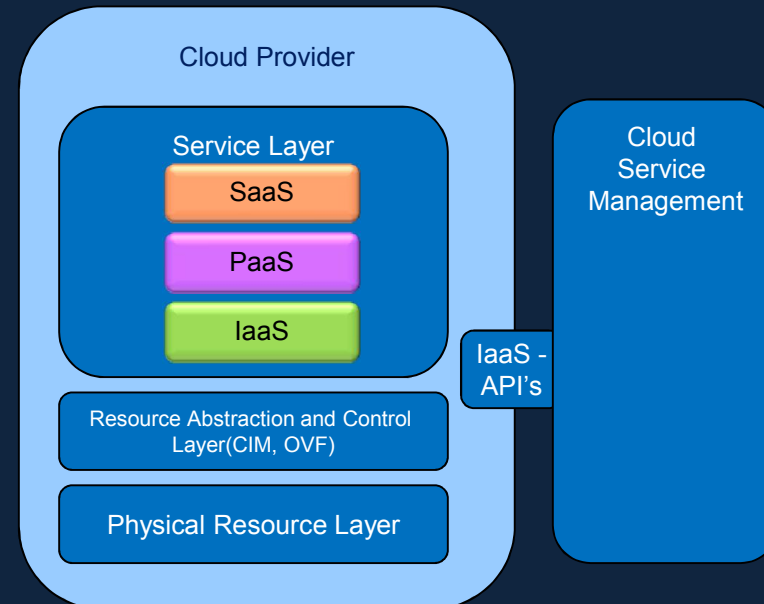 Cloud Provider
Service Layer
SaaS
PaaS
IaaS
Resource Abstraction and Control
Layer(CIM, OVF)
Physical Resource Layer
IaaS -
API's
Cloud
Service
Management